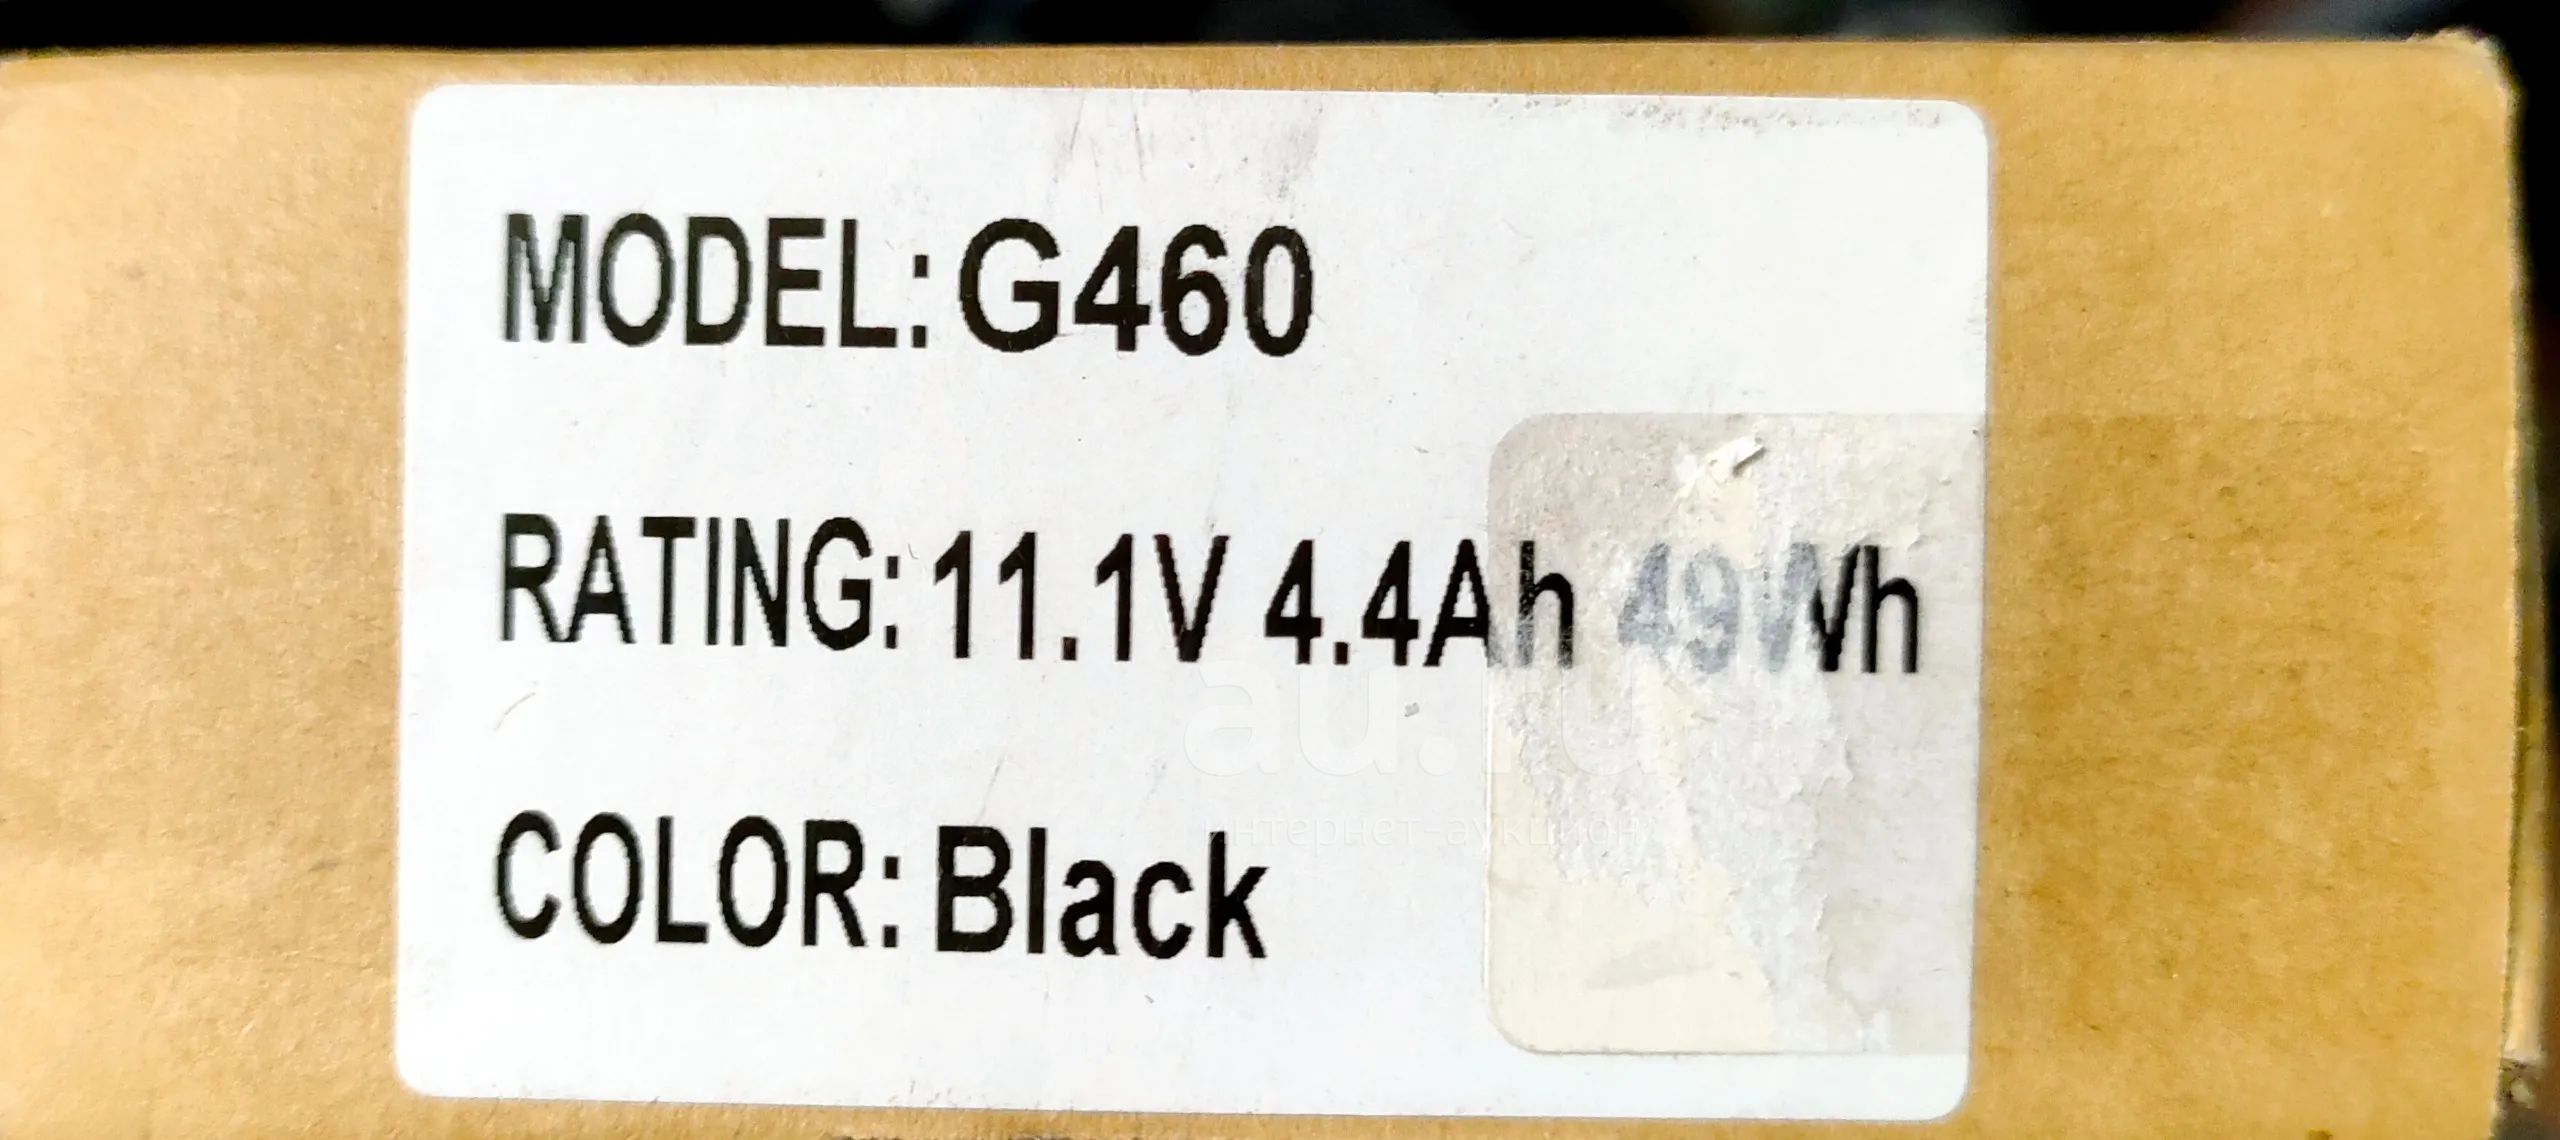 MODEL: G460
RATING: 11.1V 4.4Ah 49Wh
au.ru
интернет-аукцион
COLOR: Black